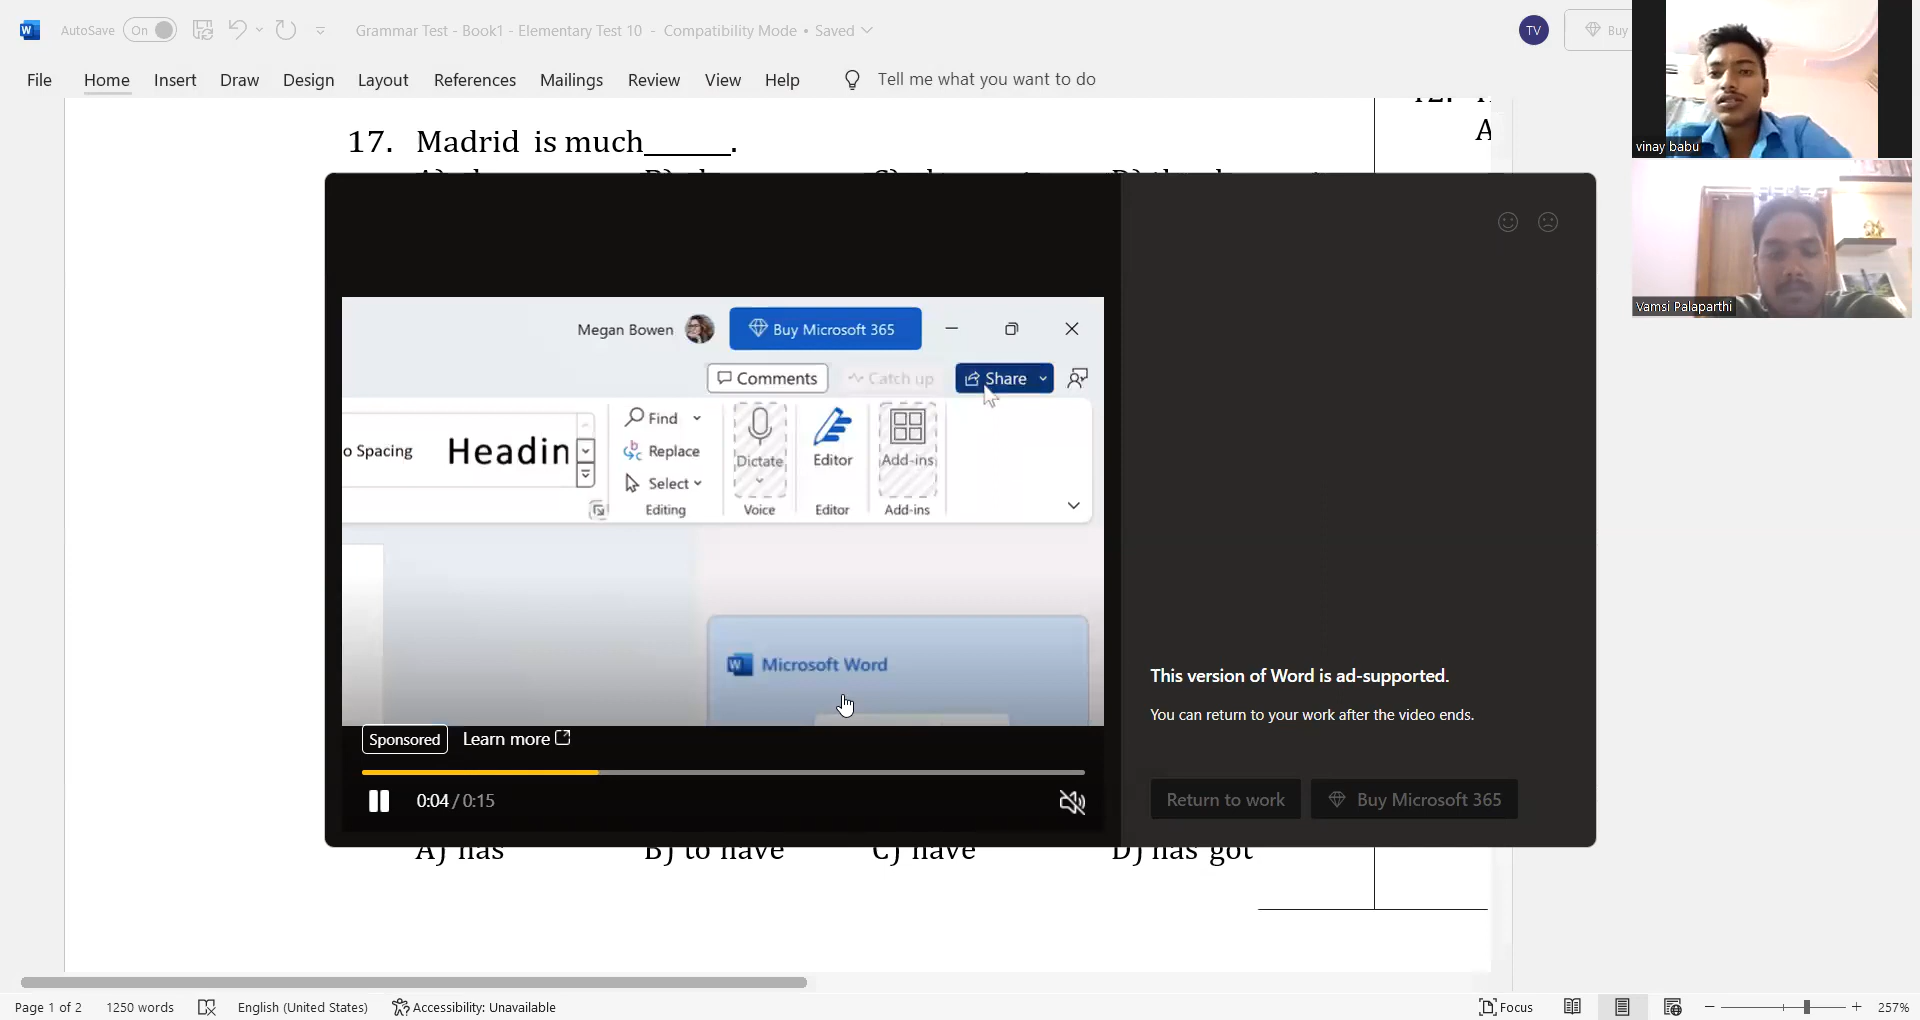 AutoSave On Grammar Test - Book1 - Elementary Test 10 - Compatibility Mode • Saved TV Buy
File Home Insert Draw Design Layout References Mailings Review View Help Tell me what you want to do
vinay babu
Vamsi Palaparthi
17. Madrid is much______.
A
Megan Bowen Buy Microsoft 365
Comments Catch up Share
o Spacing Headin
Find
Replace
Select
Editing
Dictate
Voice
Editor
Editor
Add-ins
Add-ins
Microsoft Word
Sponsored Learn more
0:04 / 0:15
This version of Word is ad-supported.
You can return to your work after the video ends.
Return to work Buy Microsoft 365
A) has B) to have C) have D) has got
Page 1 of 2 1250 words English (United States) Accessibility: Unavailable Focus 257%